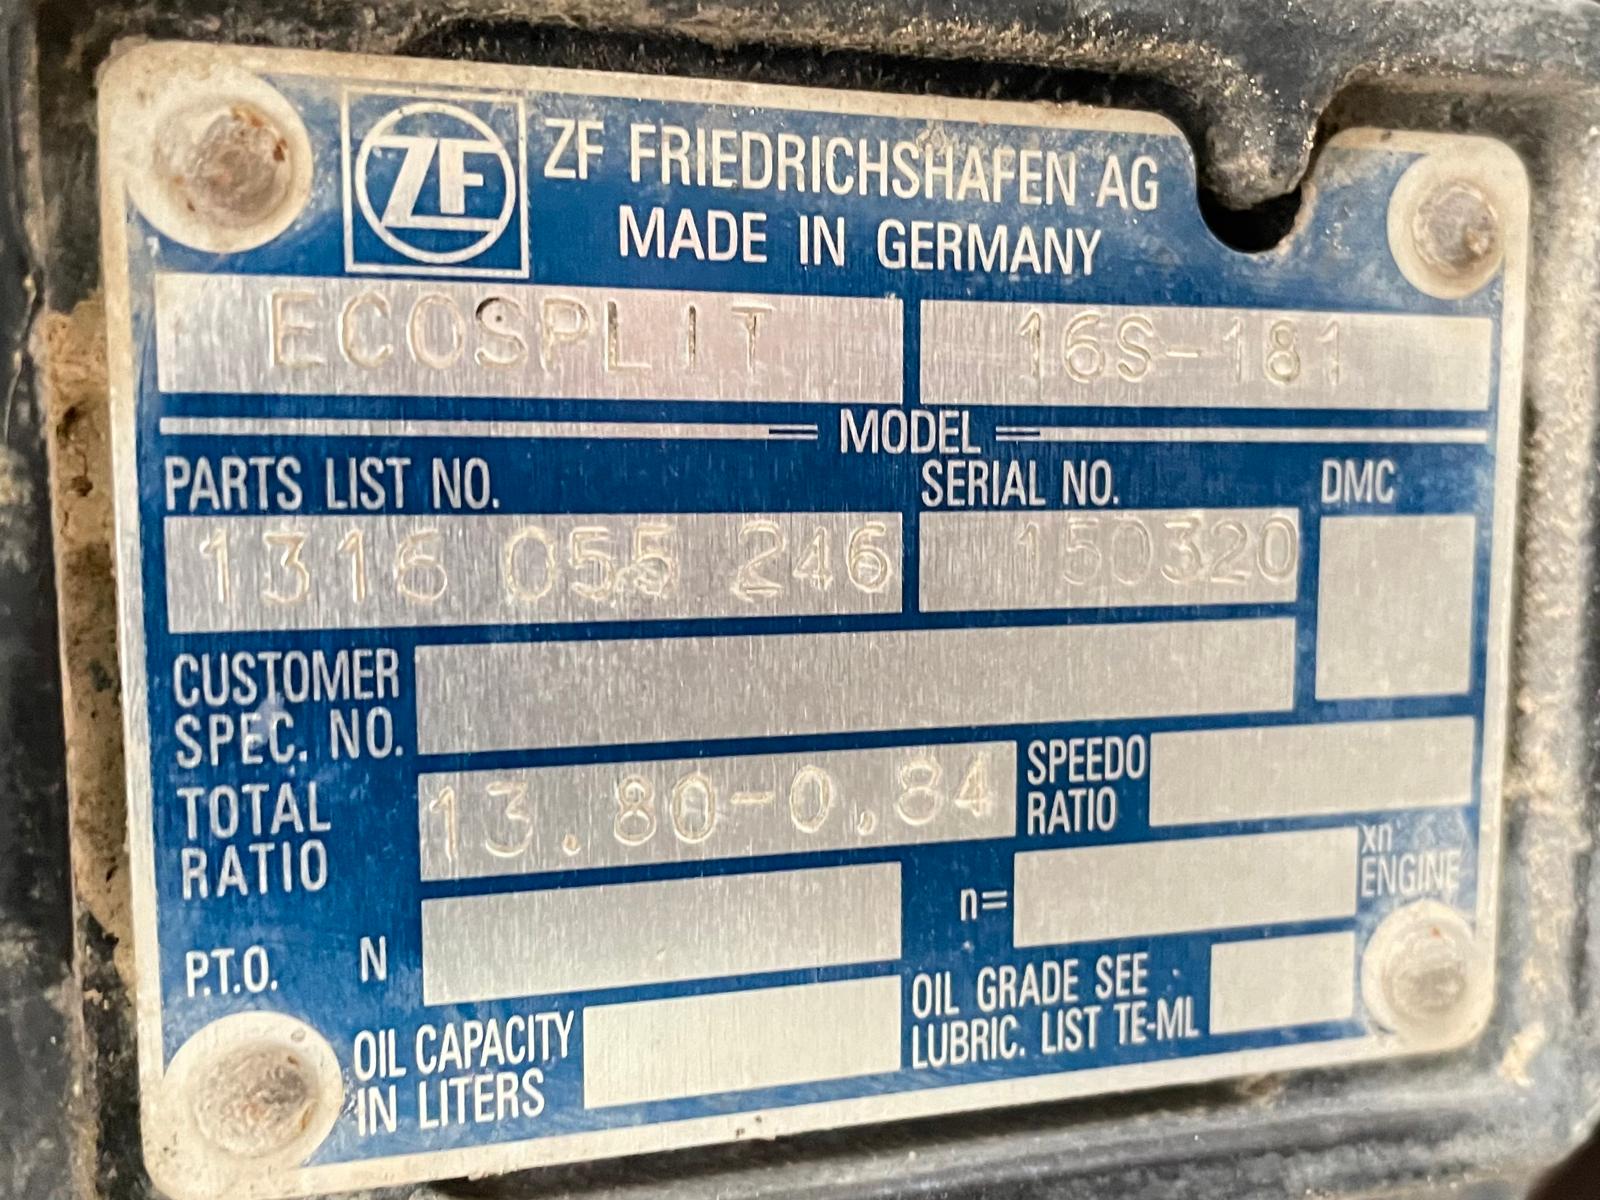 ZF ZF FRIEDRICHSHAFEN AG
MADE IN GERMANY
ECOSPLIT 16S-181
MODEL
PARTS LIST NO. SERIAL NO. DMC
1316 055 246 150320
CUSTOMER
SPEC. NO.
TOTAL
RATIO
13.80-0.84
SPEEDO
RATIO
P.T.O. N
n=
xn
ENGINE
OIL CAPACITY
IN LITERS
OIL GRADE SEE
LUBRIC. LIST TE-ML